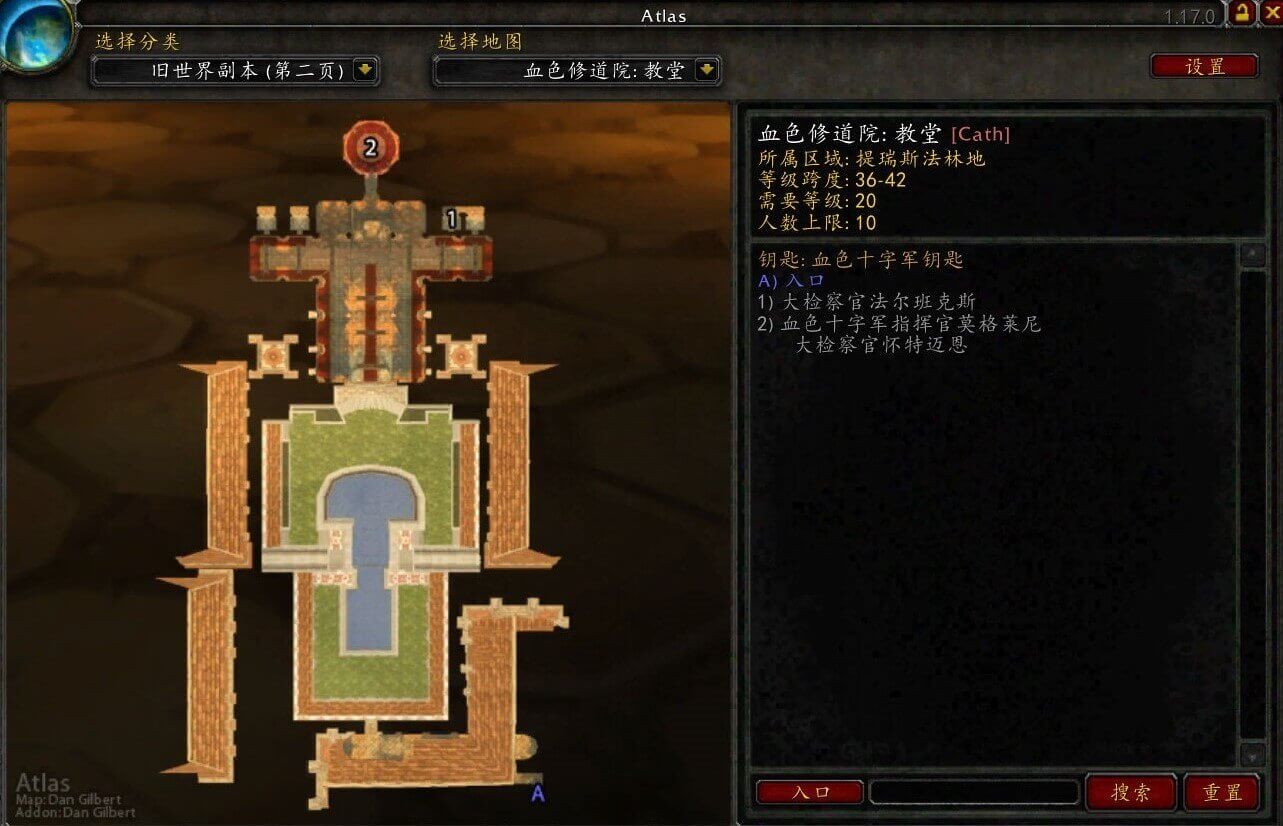 Atlas
1.17.0
选择分类
选择地图
旧世界副本 (第二页)
血色修道院: 教堂
设置
2
1
A
血色修道院: 教堂 [Cath]
所属区域: 提瑞斯法林地
等级跨度: 36-42
需要等级: 20
人数上限: 10
钥匙: 血色十字军钥匙
A) 入口
1) 大检察官法尔班克斯
2) 血色十字军指挥官莫格莱尼
大检察官怀特迈恩
Atlas
Map: Dan Gilbert
Addon: Dan Gilbert
入口
搜索
重置